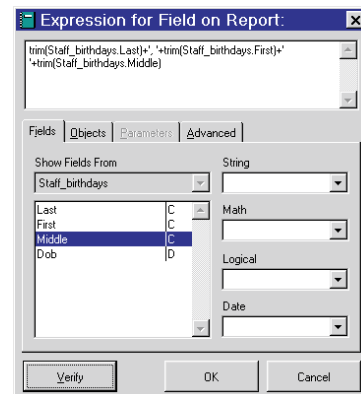 Expression for Field on Report:
trim(Staff_birthdays.Last)+', '+trim(Staff_birthdays.First)+'
'+trim(Staff_birthdays.Middle)
Fields Objects Parameters Advanced
Show Fields From String
Staff_birthdays
Last C
First C Math
Middle C
Dob D
Logical
Date
Verify OK Cancel